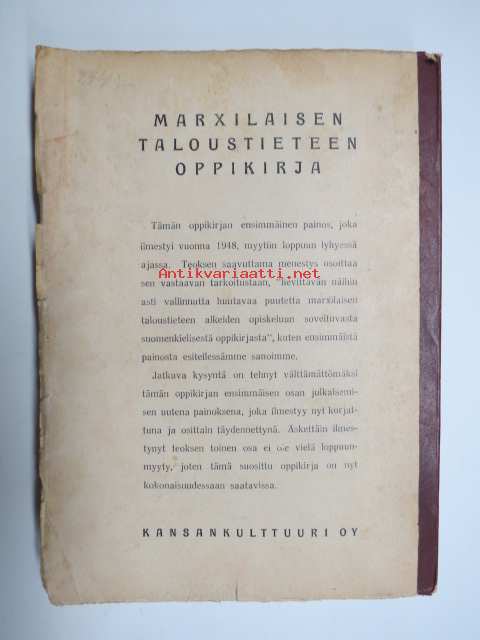 MARXILAISEN
TALOUSTIETEEN
OPPIKIRJA
Tämän oppikirjan ensimmäinen painos, joka
ilmestyi vuonna 1948, myytiin loppuun lyhyessä
ajassa. Teoksen saavuttama menestys osoittaa
Antikvariaatti.net
sen vastaavan tarkoitustaan, "lievittävän näihin
asti vallinnutta huutavaa puutetta marxilaisen
taloustieteen alkeiden opiskeluun soveltuvasta
suomenkielisestä oppikirjasta", kuten ensimmäistä
painosta esitellessämme sanoimme.
Jatkuva kysyntä on tehnyt välttämättömäksi
tämän oppikirjan ensimmäisen osan julkaisemi-
sen uutena painoksena, joka ilmestyy nyt korjat-
tuna ja osittain täydennettynä. Äskettäin ilmes-
tynyt teoksen toinen osa ei ole vielä loppuun-
myyty, joten tämä suosittu oppikirja on nyt
kokonaisuudessaan saatavissa.
KANSANKULTTUURI OY